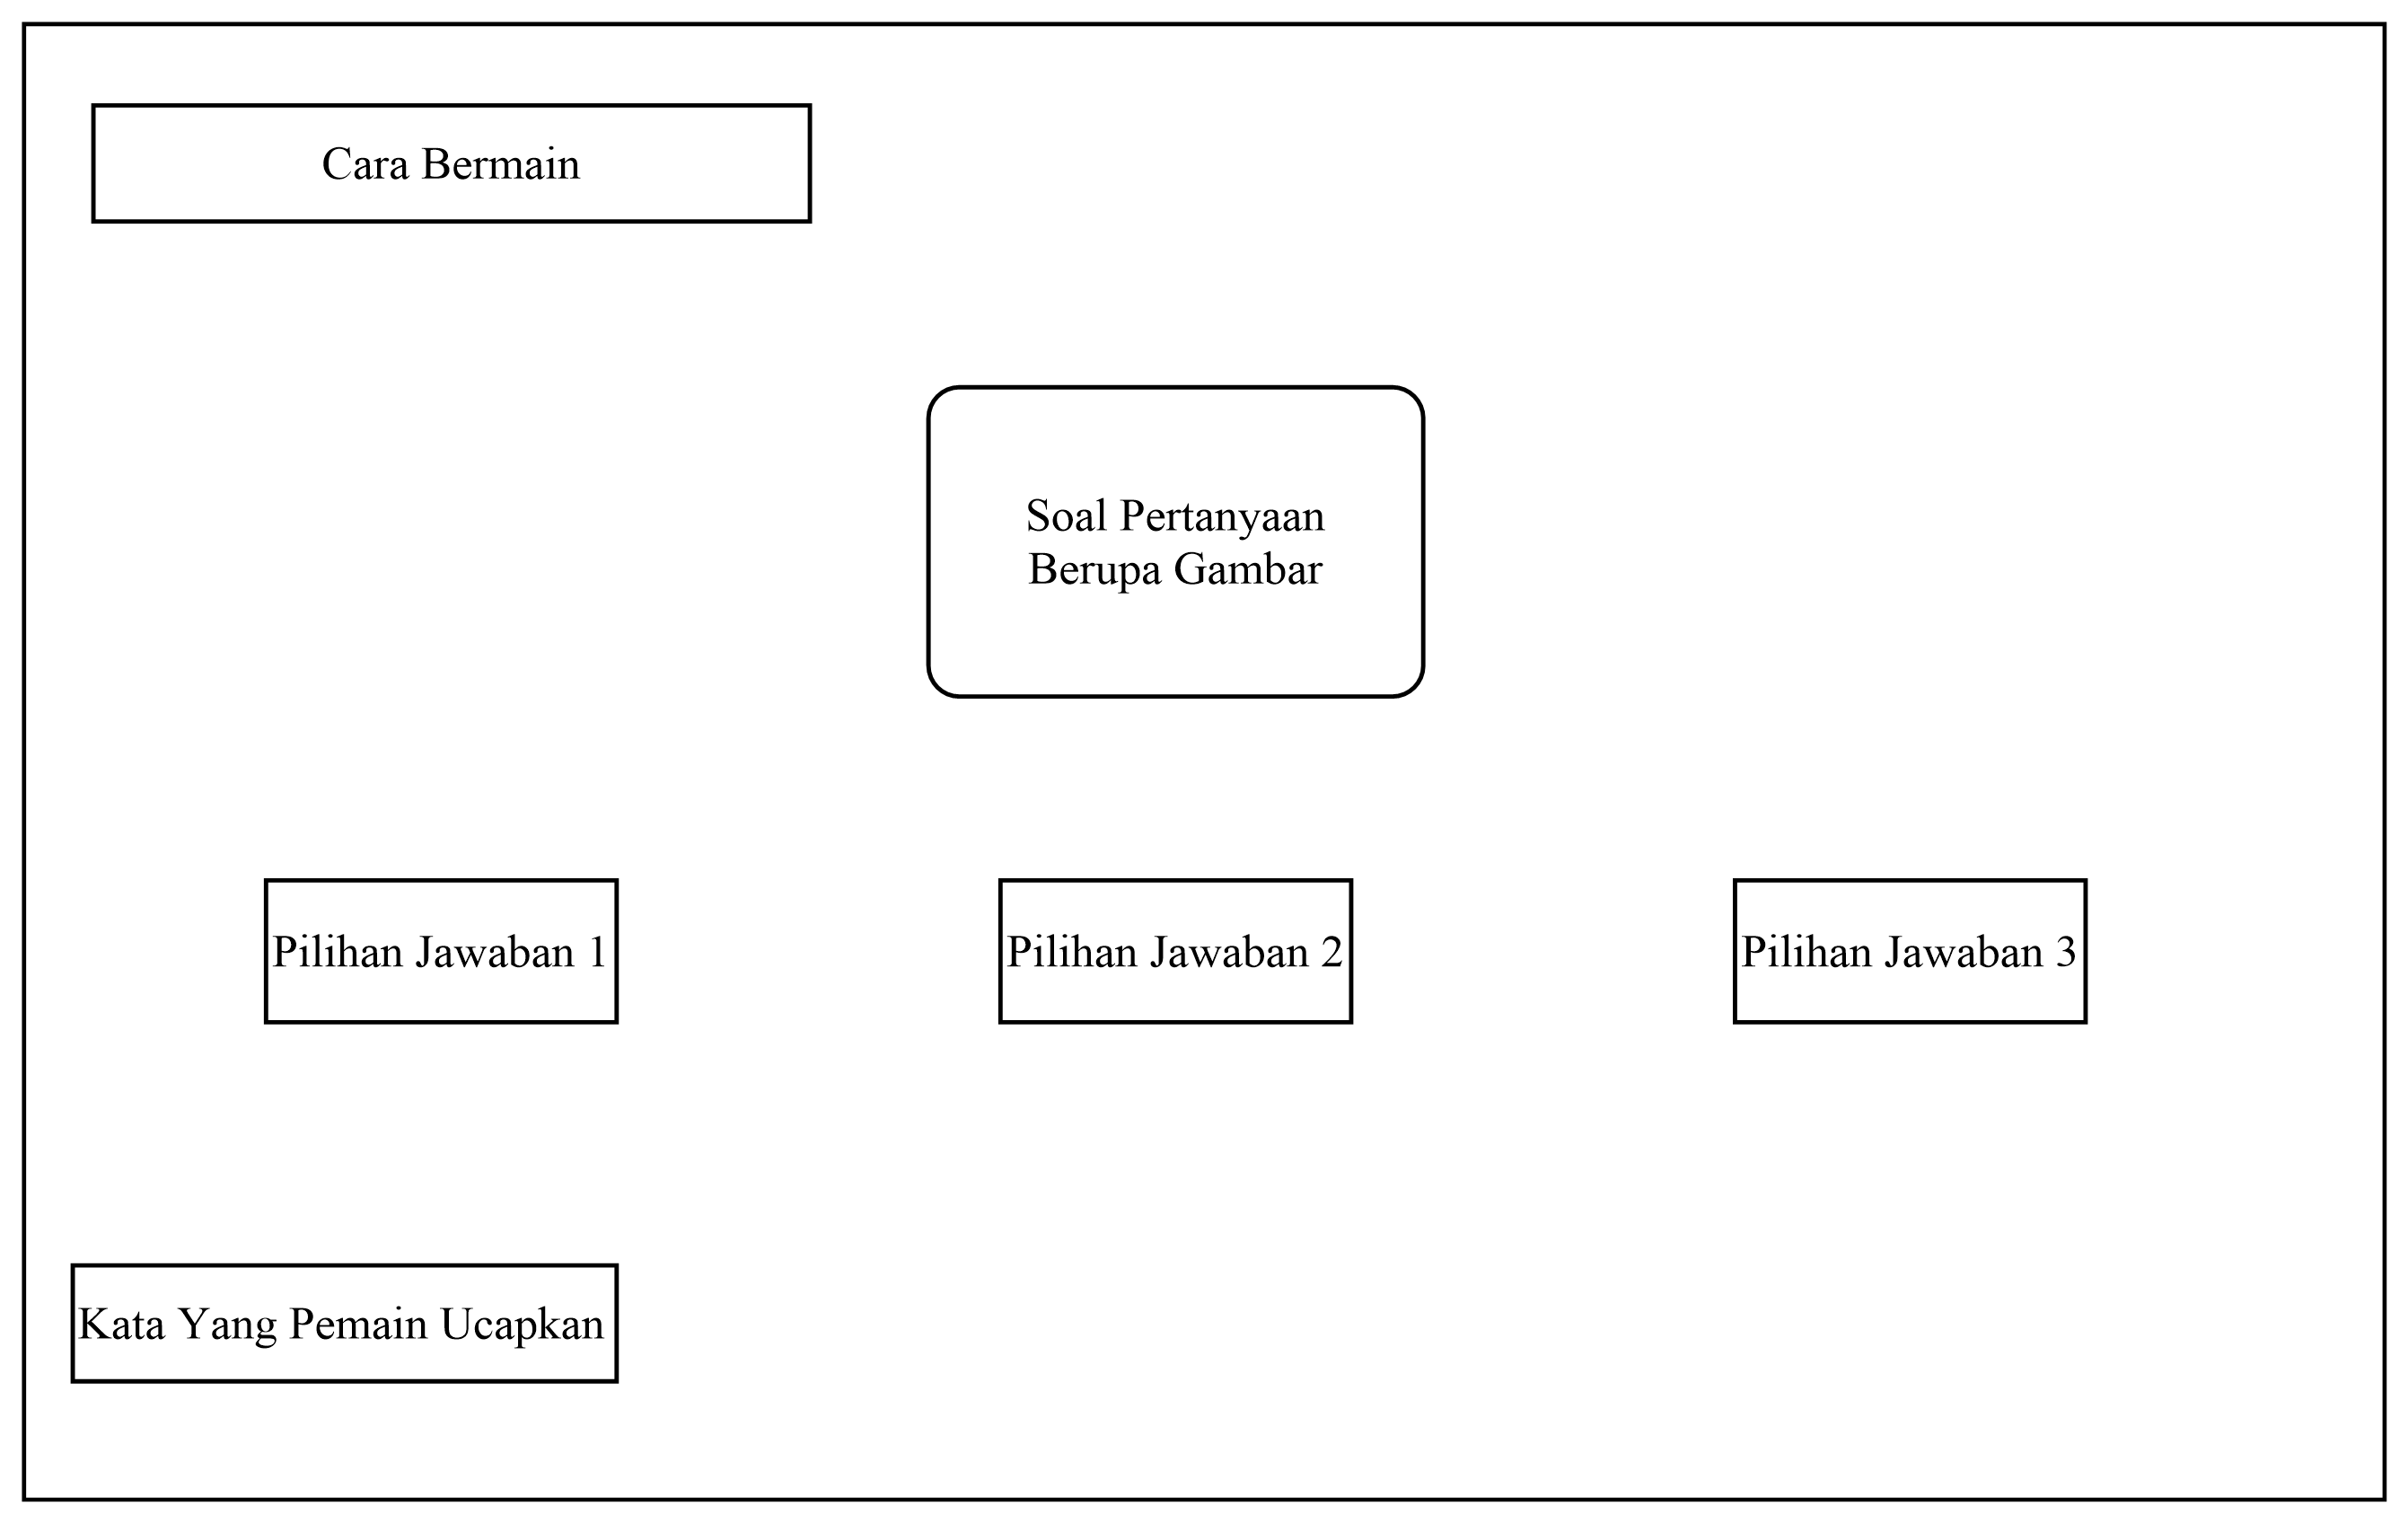 Cara Bermain
Soal Pertanyaan
Berupa Gambar
Pilihan Jawaban 1
Pilihan Jawaban 2
Pilihan Jawaban 3
Kata Yang Pemain Ucapkan